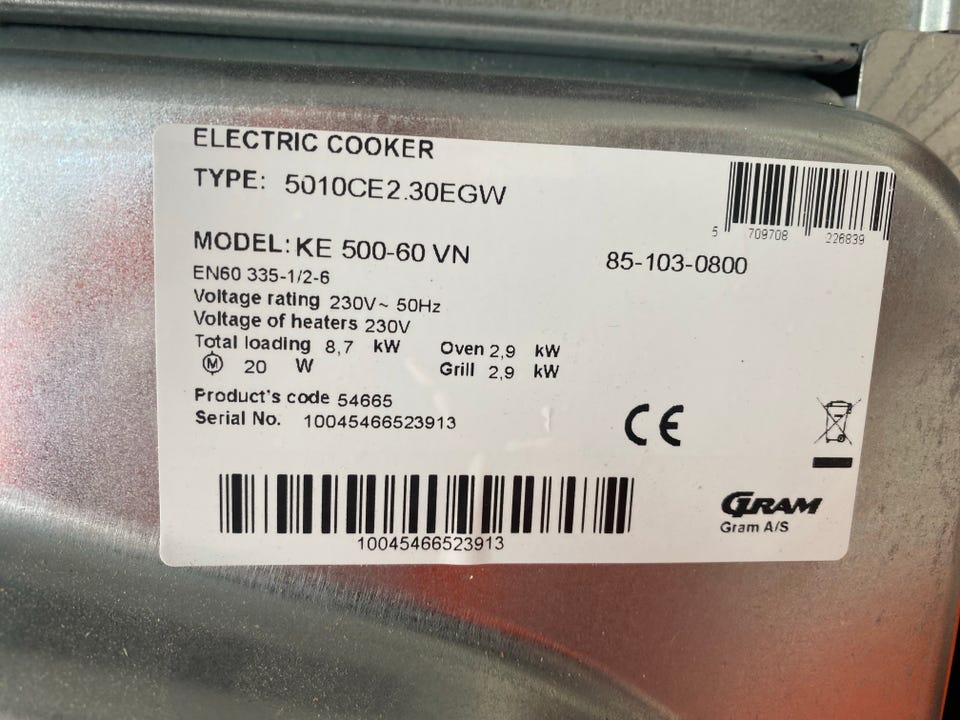 ELECTRIC COOKER
TYPE: 5010CE2.30EGW
5 709708 226839
MODEL: KE 500-60 VN
85-103-0800
EN60 335-1/2-6
Voltage rating 230V~ 50Hz
Voltage of heaters 230V
Total loading 8,7 kW Oven 2,9 kW
M 20 W Grill 2,9 kW
Product's code 54665
Serial No. 10045466523913
CE
10045466523913
GRAM
Gram A/S